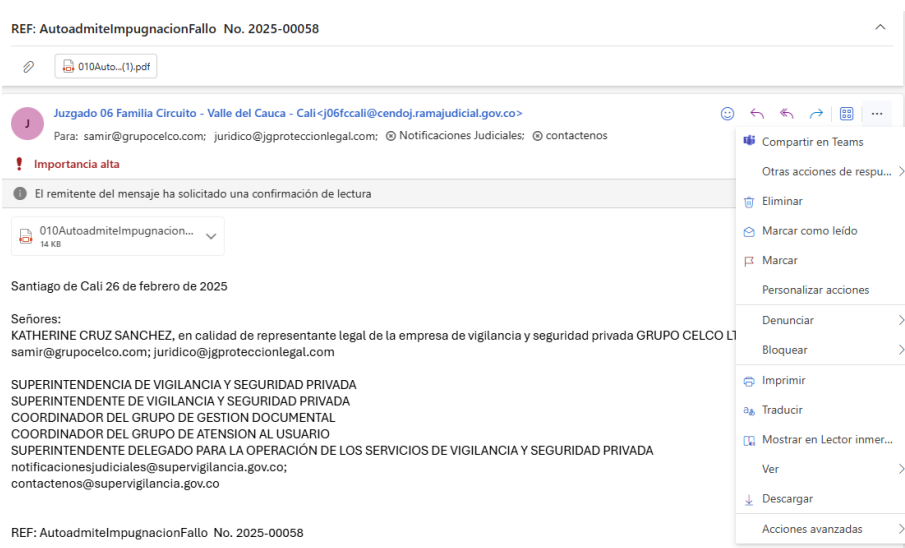 REF: AutoadmiteImpugnacionFallo No. 2025-00058
010Auto...(1).pdf
J
Juzgado 06 Familia Circuito - Valle del Cauca - Cali<j06fccali@cendoj.ramajudicial.gov.co>
Para: samir@grupocelco.com; juridico@jgproteccionlegal.com; Notificaciones Judiciales; contactenos
Importancia alta
El remitente del mensaje ha solicitado una confirmación de lectura
010AutoadmiteImpugnacion...
14 KB
Santiago de Cali 26 de febrero de 2025
Señores:
KATHERINE CRUZ SANCHEZ, en calidad de representante legal de la empresa de vigilancia y seguridad privada GRUPO CELCO LT
samir@grupocelco.com; juridico@jgproteccionlegal.com
SUPERINTENDENCIA DE VIGILANCIA Y SEGURIDAD PRIVADA
SUPERINTENDENTE DE VIGILANCIA Y SEGURIDAD PRIVADA
COORDINADOR DEL GRUPO DE GESTION DOCUMENTAL
COORDINADOR DEL GRUPO DE ATENSION AL USUARIO
SUPERINTENDENTE DELEGADO PARA LA OPERACIÓN DE LOS SERVICIOS DE VIGILANCIA Y SEGURIDAD PRIVADA
notificacionesjudiciales@supervigilancia.gov.co;
contactenos@supervigilancia.gov.co
REF: AutoadmiteImpugnacionFallo No. 2025-00058
Compartir en Teams
Otras acciones de respu...
Eliminar
Marcar como leído
Marcar
Personalizar acciones
Denunciar
Bloquear
Imprimir
Traducir
Mostrar en Lector inmer...
Ver
Descargar
Acciones avanzadas